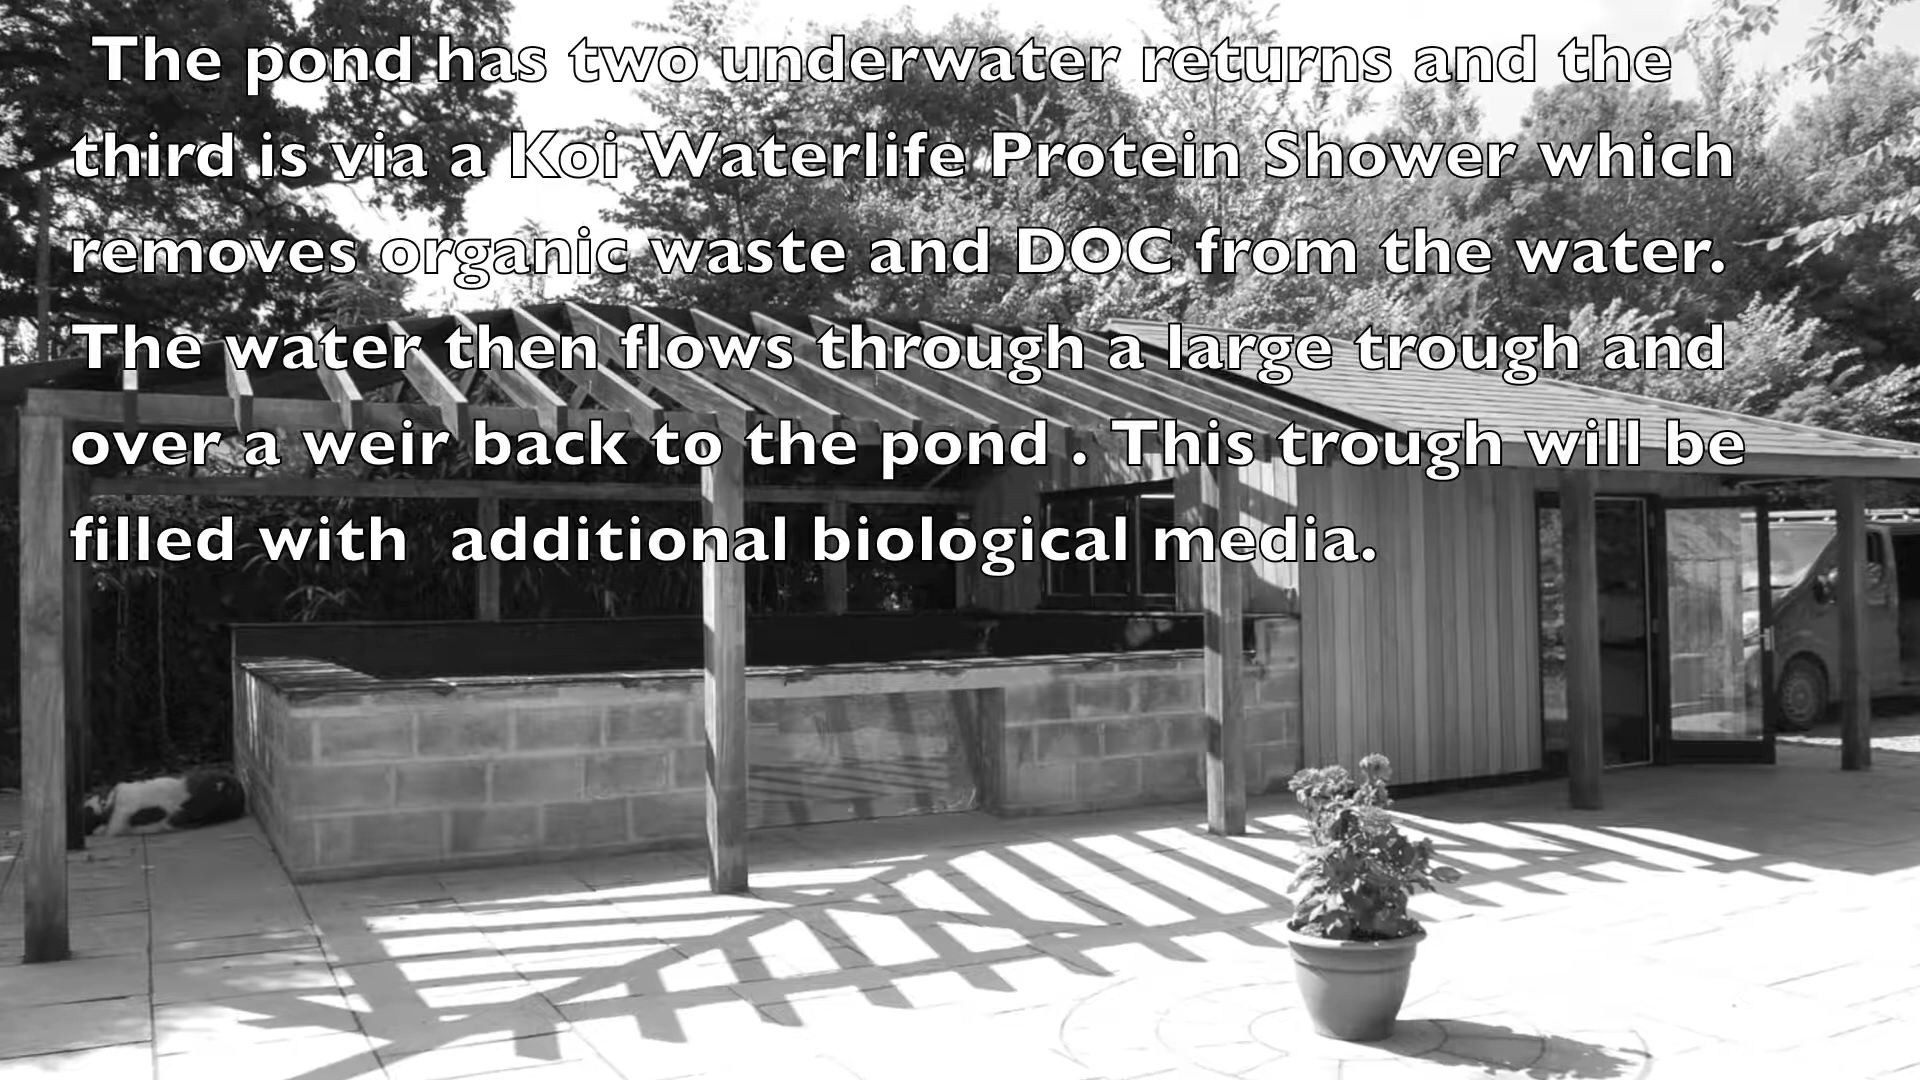 The pond has two underwater returns and the
third is via a Koi Waterlife Protein Shower which
removes organic waste and DOC from the water.
The water then flows through a large trough and
over a weir back to the pond . This trough will be
filled with  additional biological media.